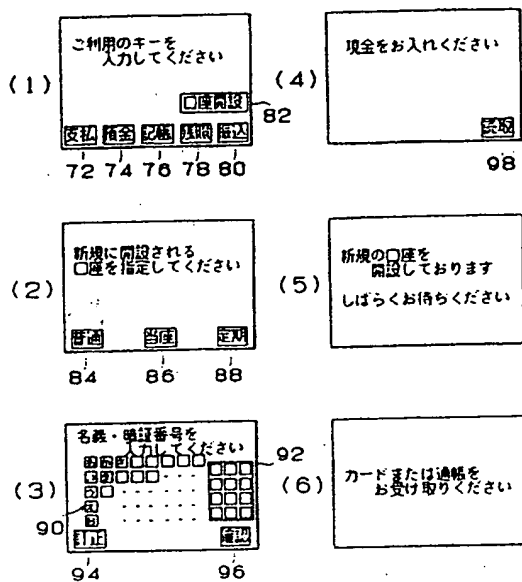 (1)
ご利用のキーを
入力してください
口座開設
82
支払 預金 記帳 残照 振込
72 74 76 78 80
(2)
新規に開設される
口座を指定してください
普通 当座 定期
84 86 88
(3)
名義・暗証番号を
入力してください
92
90
訂正 確認
94 96
(4)
現金をお入れください
読取
98
(5)
新規の口座を
開設しております
しばらくお待ちください
(6)
カードまたは通帳を
お受け取りください